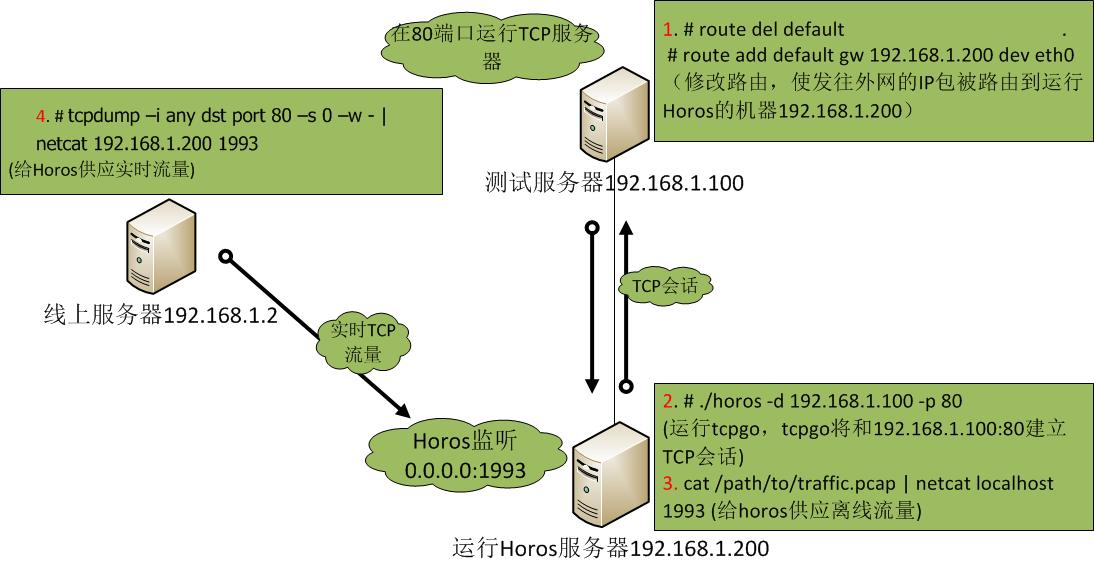 在80端口运行TCP服务
器
1. # route del default .
# route add default gw 192.168.1.200 dev eth0
（修改路由，使发往外网的IP包被路由到运行
Horos的机器192.168.1.200）
4. # tcpdump –i any dst port 80 –s 0 –w - |
netcat 192.168.1.200 1993
(给Horos供应实时流量)
测试服务器192.168.1.100
线上服务器192.168.1.2
TCP会话
实时TCP
流量
Horos监听
0.0.0.0:1993
2. # ./horos -d 192.168.1.100 -p 80
(运行tcpgo，tcpgo将和192.168.1.100:80建立
TCP会话)
3. cat /path/to/traffic.pcap | netcat localhost
1993 (给horos供应离线流量)
运行Horos服务器192.168.1.200